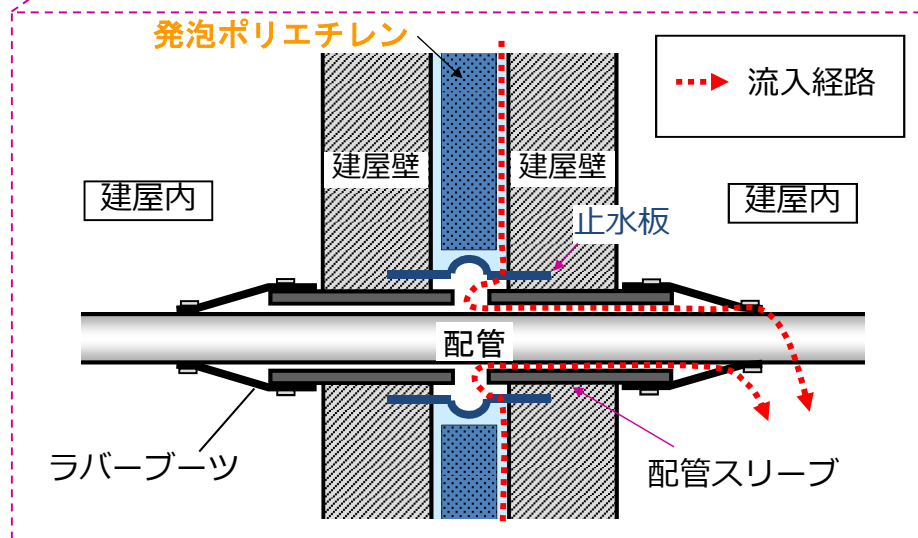 発泡ポリエチレン
流入経路
建屋壁
建屋壁
建屋内
建屋内
止水板
配管
ラバーブーツ
配管スリーブ